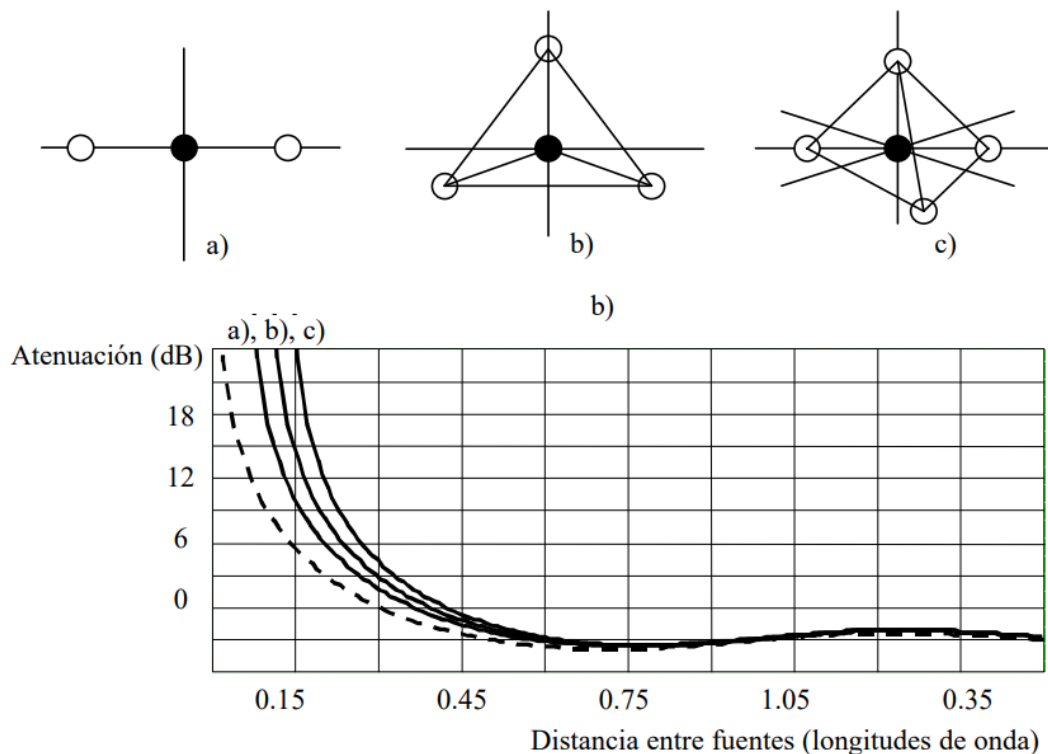 a)
b)
c)
b)
a), b), c)
Atenuación (dB)
18
12
6
0
0.15 0.45 0.75 1.05 0.35
Distancia entre fuentes (longitudes de onda)